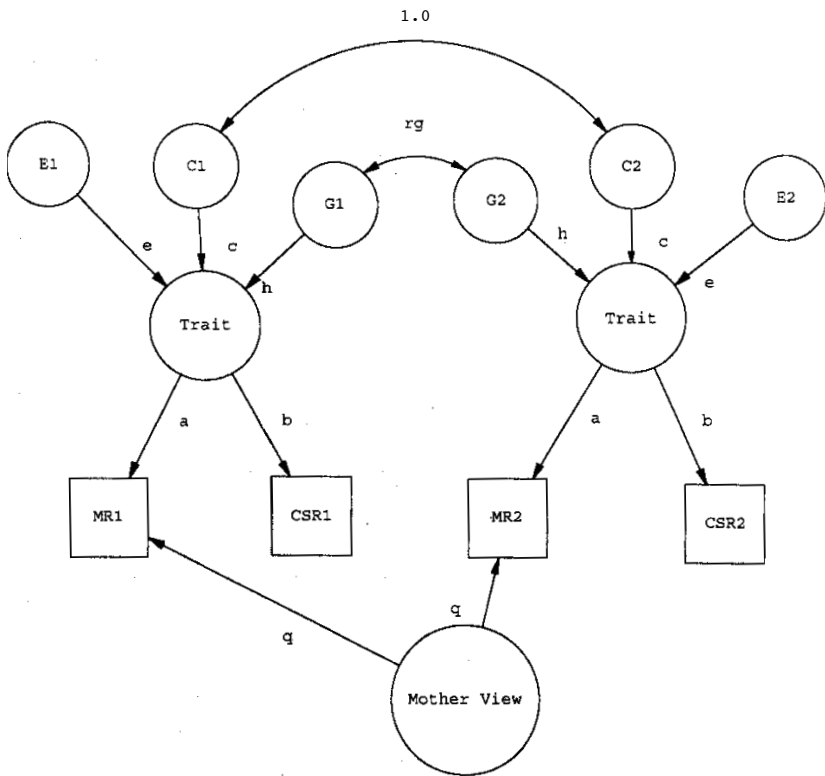 1.0
rg
E1
C1
G1
G2
C2
E2
e
c
h
h
c
e
Trait
Trait
a
b
a
b
MR1
CSR1
MR2
CSR2
q
q
Mother View